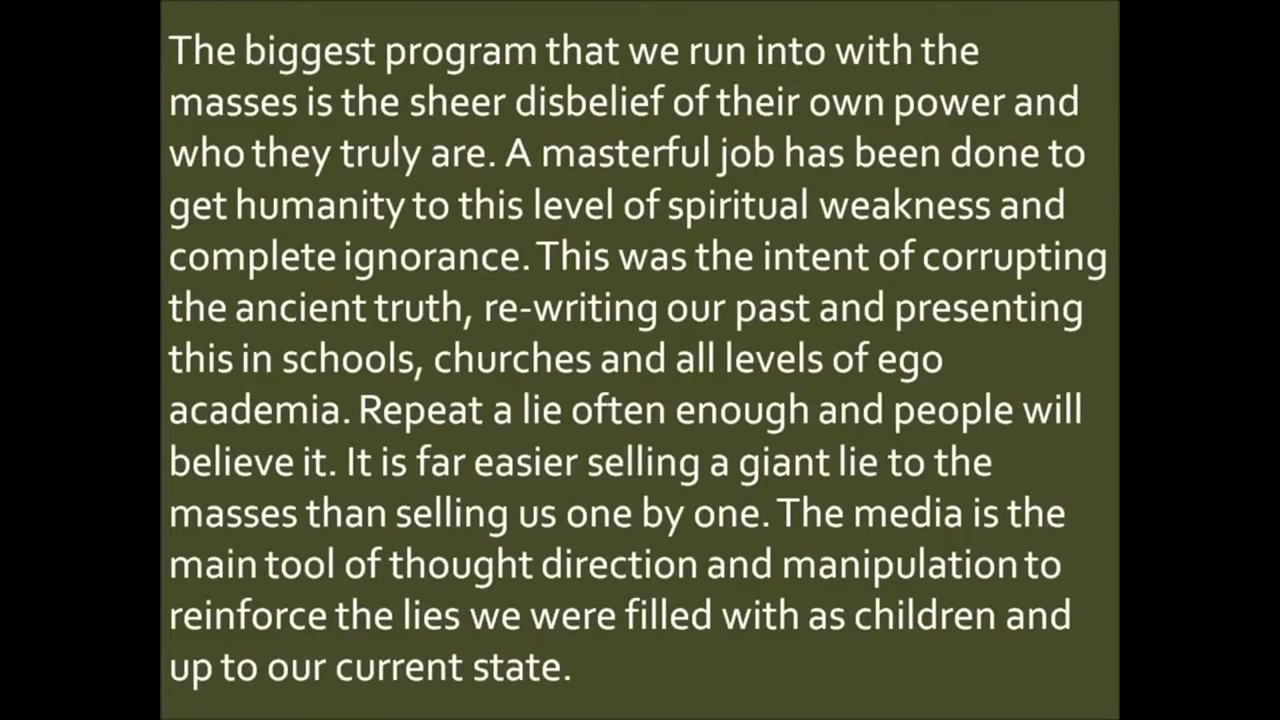 The biggest program that we run into with the
masses is the sheer disbelief of their own power and
who they truly are. A masterful job has been done to
get humanity to this level of spiritual weakness and
complete ignorance. This was the intent of corrupting
the ancient truth, re-writing our past and presenting
this in schools, churches and all levels of ego
academia. Repeat a lie often enough and people will
believe it. It is far easier selling a giant lie to the
masses than selling us one by one. The media is the
main tool of thought direction and manipulation to
reinforce the lies we were filled with as children and
up to our current state.